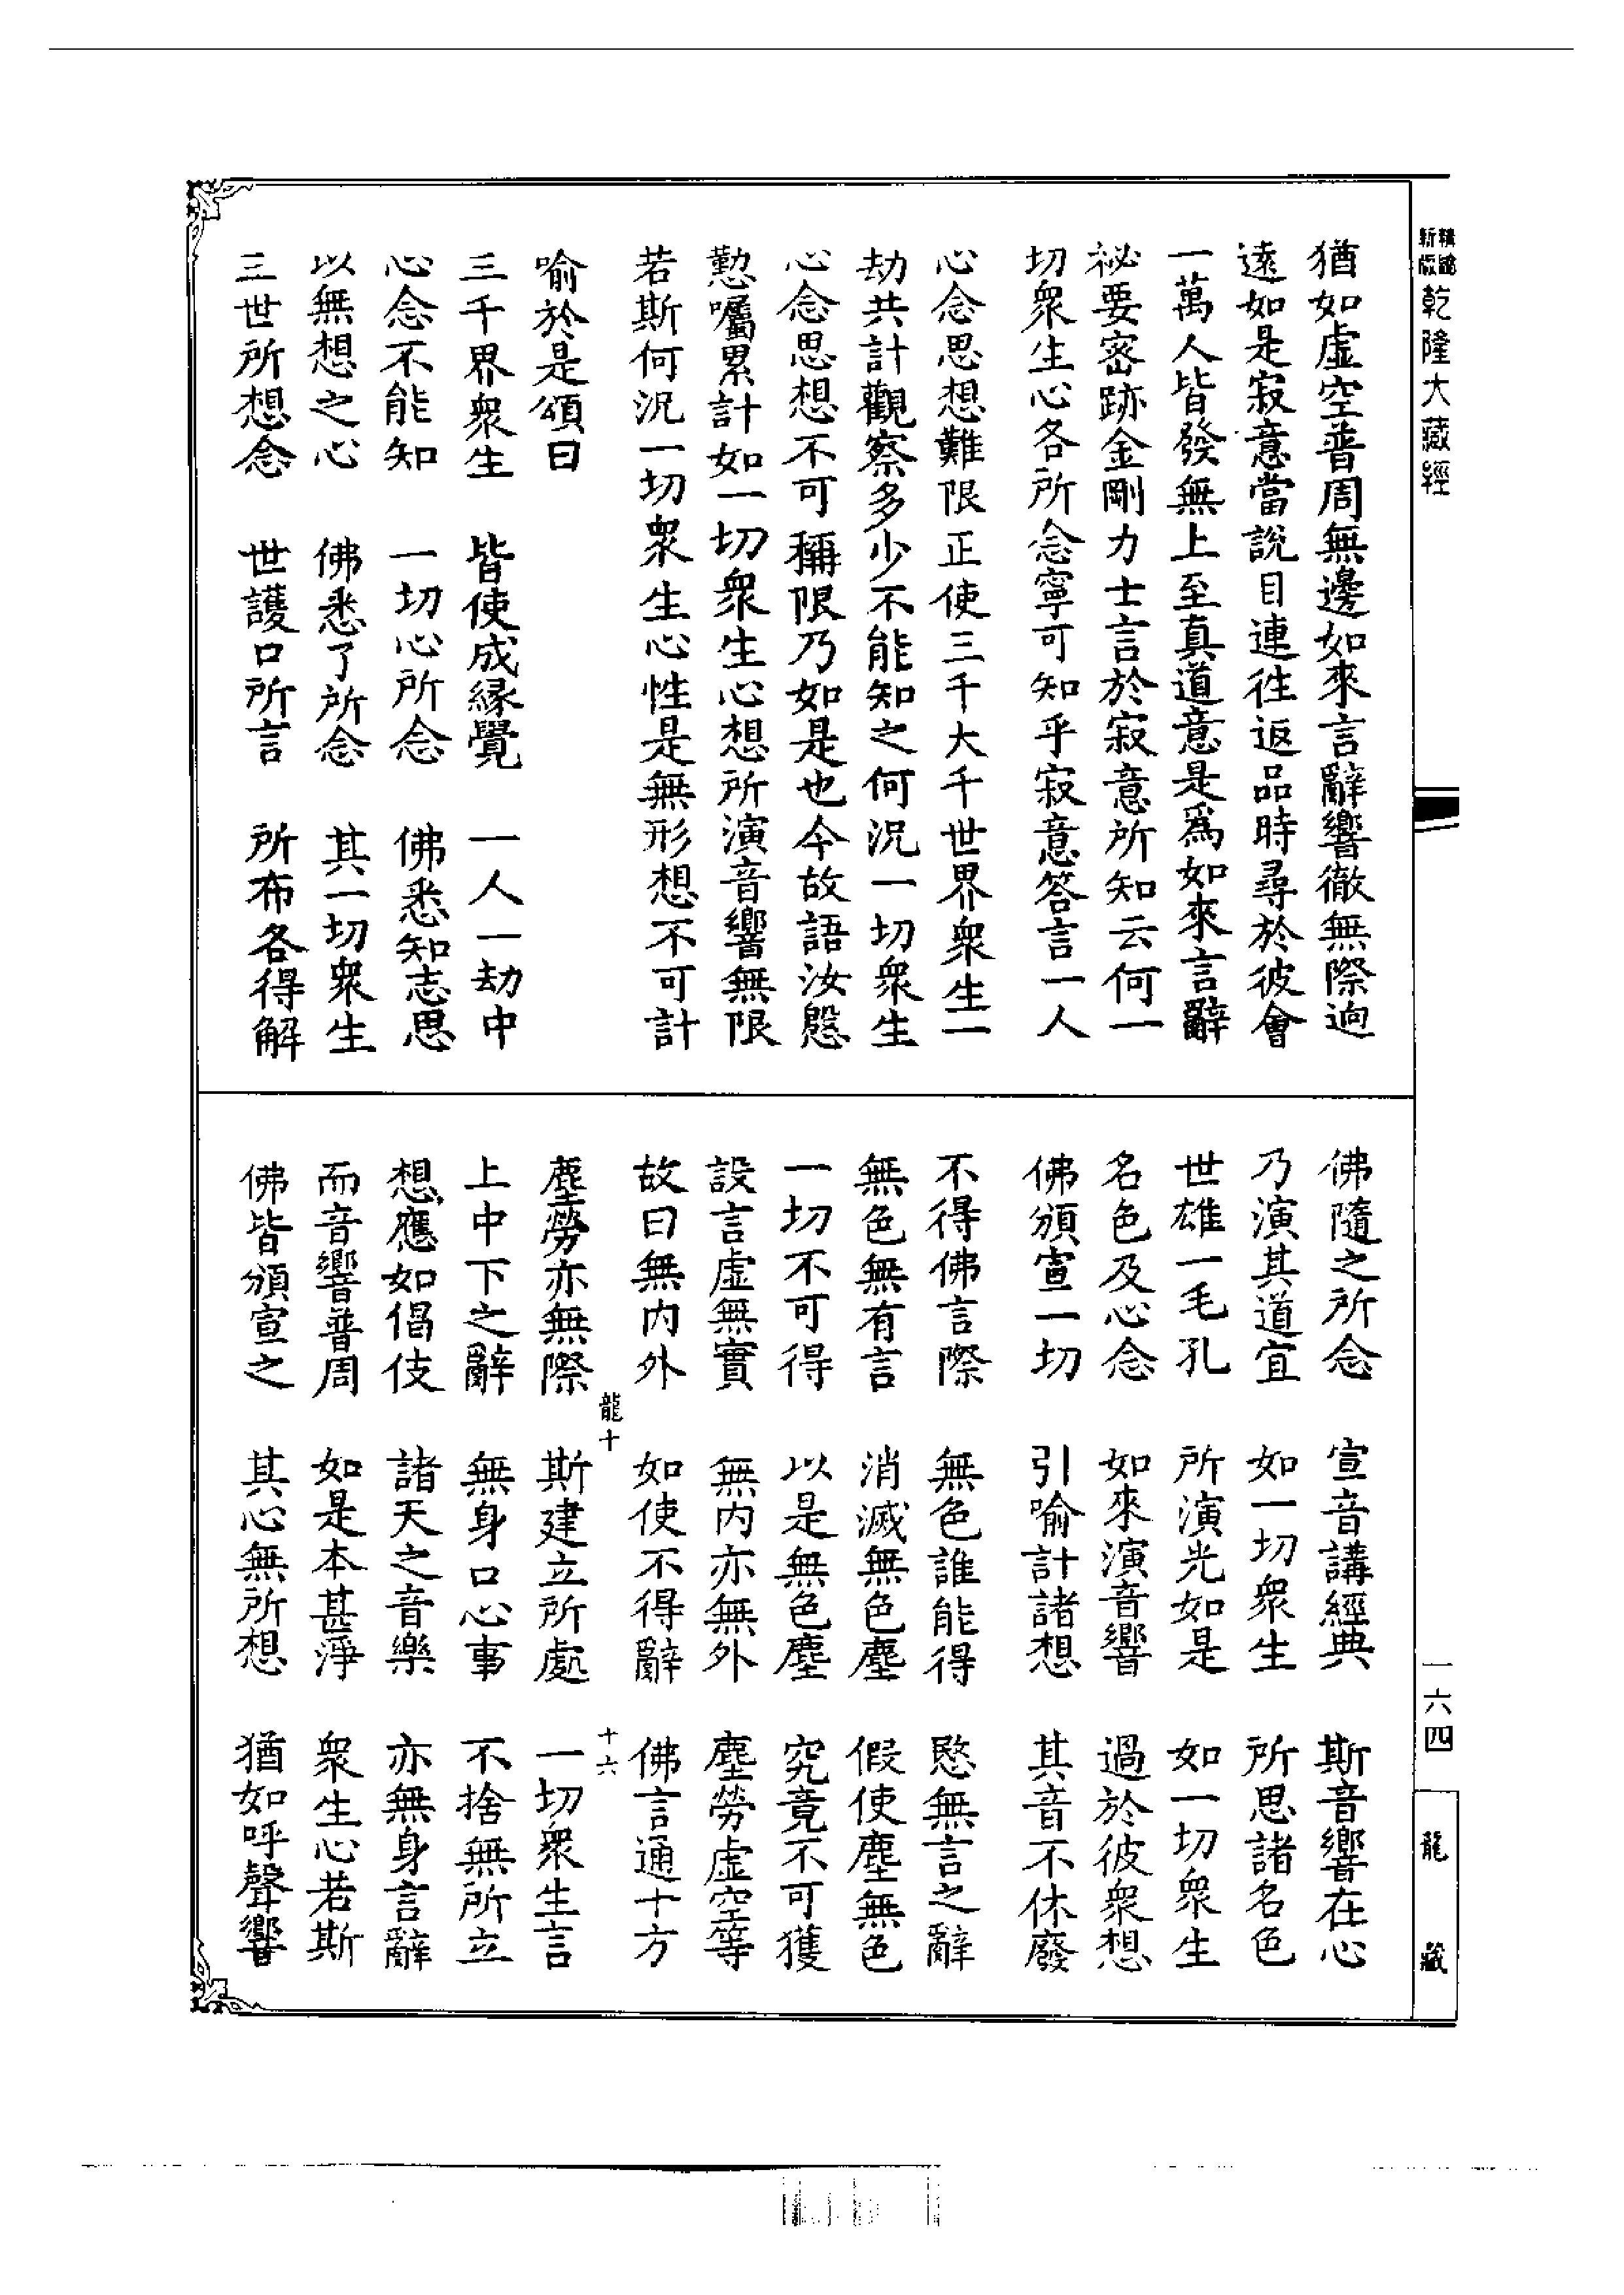 新版
精縮
乾隆大藏經
一六四
龍藏
猶如虛空普周無邊如來言辭響徹無際逈
遠如是寂意當說目連往返品時尋於彼會
一萬人皆發無上至真道意是爲如來言辭
祕要密跡金剛力士言於寂意所知云何一
切衆生心各所念寧可知乎寂意答言一人
心念思想難限正使三千大千世界衆生一
劫共計觀察多少不能知之何況一切衆生
心念思想不可稱限乃如是也今故語汝慇
懃囑累計如一切衆生心想所演音響無限
若斯何況一切衆生心性是無形想不可計
喻於是頌曰
三千界衆生　皆使成緣覺　一人一劫中
心念不能知　一切心所念　佛悉知志思
以無想之心　佛悉了所念　其一切衆生
三世所想念　世護口所言　所布各得解
佛隨之所念　宣音講經典　斯音響在心
乃演其道宜　如一切衆生　所思諸名色
世雄一毛孔　所演光如是　如一切衆生
名色及心念　如來演音響　過於彼衆想
佛頒宣一切　引喻計諸想　其音不休廢
不得佛言際　無色誰能得　愍無言之辭
無色無有言　消滅無色塵　假使塵無色
一切不可得　以是無色塵　究竟不可獲
設言虛無實　無內亦無外　塵勞虛空等
故曰無內外　如使不得辭　佛言通十方
龍十　十六
塵勞亦無際　斯建立所處　一切衆生言
上中下之辭　無身口心事　不捨無所立
想應如倡伎　諸天之音樂　亦無身言辭
而音響普周　如是本甚淨　衆生心若斯
佛皆頒宣之　其心無所想　猶如呼聲響